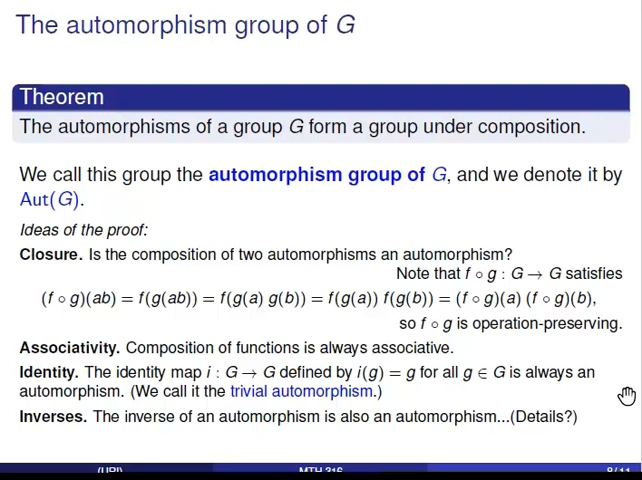 The automorphism group of G
Theorem
The automorphisms of a group G form a group under composition.
We call this group the automorphism group of G, and we denote it by
Aut(G).
Ideas of the proof:
Closure. Is the composition of two automorphisms an automorphism?
Note that f ∘ g : G → G satisfies
(f ∘ g)(ab) = f(g(ab)) = f(g(a) g(b)) = f(g(a)) f(g(b)) = (f ∘ g)(a) (f ∘ g)(b),
so f ∘ g is operation-preserving.
Associativity. Composition of functions is always associative.
Identity. The identity map i : G → G defined by i(g) = g for all g ∈ G is always an
automorphism. (We call it the trivial automorphism.)
Inverses. The inverse of an automorphism is also an automorphism...(Details?)
(URI) MTH 316 8/11